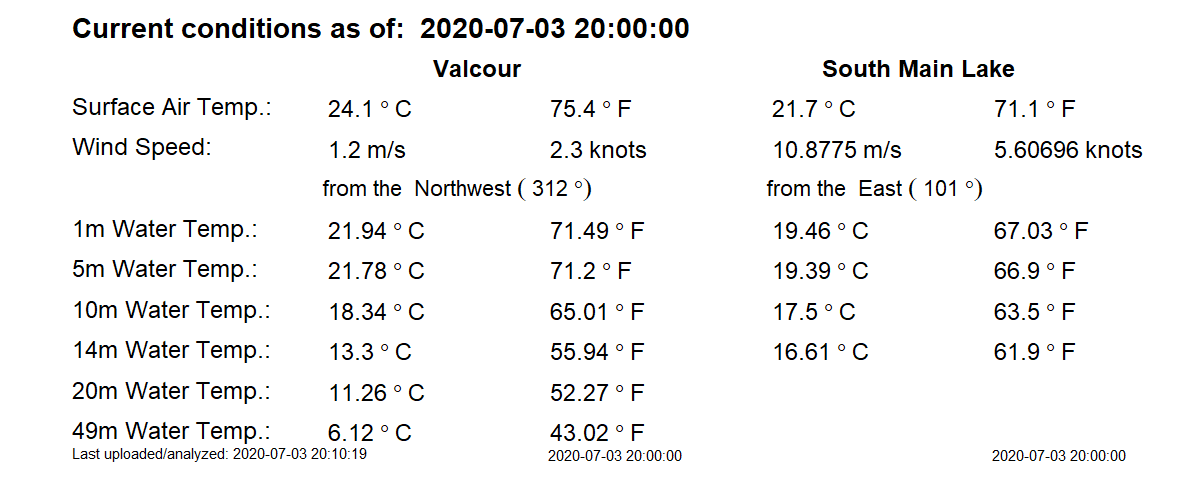 Current conditions as of:  2020-07-03 20:00:00
Valcour South Main Lake
Surface Air Temp.: 24.1 ° C 75.4 ° F 21.7 ° C 71.1 ° F
Wind Speed: 1.2 m/s 2.3 knots 10.8775 m/s 5.60696 knots
from the  Northwest ( 312 °) from the  East ( 101 °)
1m Water Temp.: 21.94 ° C 71.49 ° F 19.46 ° C 67.03 ° F
5m Water Temp.: 21.78 ° C 71.2 ° F 19.39 ° C 66.9 ° F
10m Water Temp.: 18.34 ° C 65.01 ° F 17.5 ° C 63.5 ° F
14m Water Temp.: 13.3 ° C 55.94 ° F 16.61 ° C 61.9 ° F
20m Water Temp.: 11.26 ° C 52.27 ° F
49m Water Temp.: 6.12 ° C 43.02 ° F
Last uploaded/analyzed: 2020-07-03 20:10:19 2020-07-03 20:00:00 2020-07-03 20:00:00